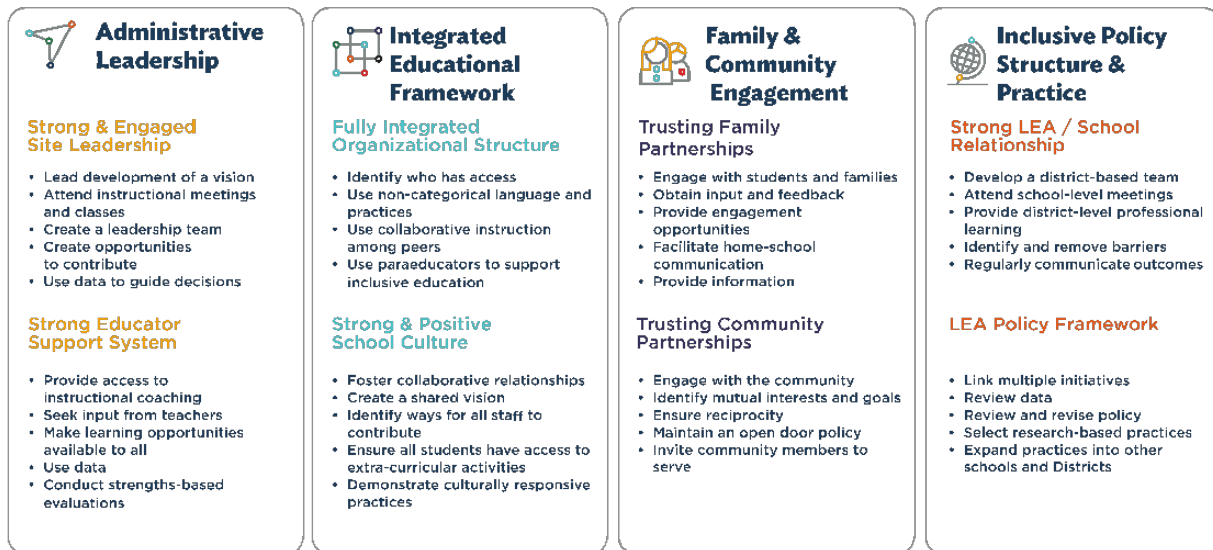 Administrative
Leadership
Strong & Engaged
Site Leadership
• Lead development of a vision
• Attend instructional meetings
and classes
• Create a leadership team
• Create opportunities
to contribute
• Use data to guide decisions
Strong Educator
Support System
• Provide access to
instructional coaching
• Seek input from teachers
• Make learning opportunities
available to all
• Use data
• Conduct strengths-based
evaluations
Integrated
Educational
Framework
Fully Integrated
Organizational Structure
• Identify who has access
• Use non-categorical language and
practices
• Use collaborative instruction
among peers
• Use paraeducators to support
inclusive education
Strong & Positive
School Culture
• Foster collaborative relationships
• Create a shared vision
• Identify ways for all staff to
contribute
• Ensure all students have access to
extra-curricular activities
• Demonstrate culturally responsive
practices
Family &
Community
Engagement
Trusting Family
Partnerships
• Engage with students and families
• Obtain input and feedback
• Provide engagement
opportunities
• Facilitate home-school
communication
• Provide information
Trusting Community
Partnerships
• Engage with the community
• Identify mutual interests and goals
• Ensure reciprocity
• Maintain an open door policy
• Invite community members to
serve
Inclusive Policy
Structure &
Practice
Strong LEA / School
Relationship
• Develop a district-based team
• Attend school-level meetings
• Provide district-level professional
learning
• Identify and remove barriers
• Regularly communicate outcomes
LEA Policy Framework
• Link multiple initiatives
• Review data
• Review and revise policy
• Select research-based practices
• Expand practices into other
schools and Districts